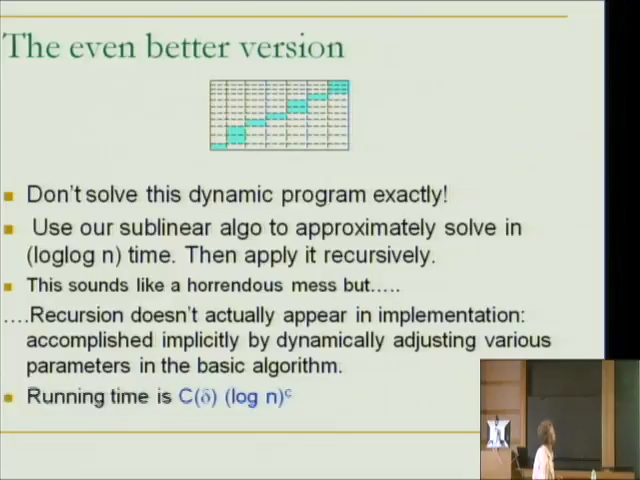 The even better version
Don't solve this dynamic program exactly!
Use our sublinear algo to approximately solve in
(loglog n) time. Then apply it recursively.
This sounds like a horrendous mess but…..
….Recursion doesn't actually appear in implementation:
accomplished implicitly by dynamically adjusting various
parameters in the basic algorithm.
Running time is C(δ) (log n)ᶜ